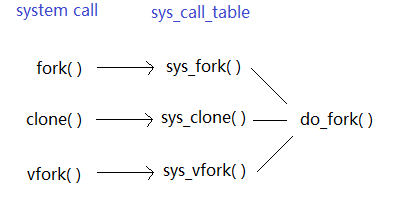 system call sys_call_table
fork( ) sys_fork( )
clone( ) sys_clone( ) do_fork( )
vfork( ) sys_vfork( )